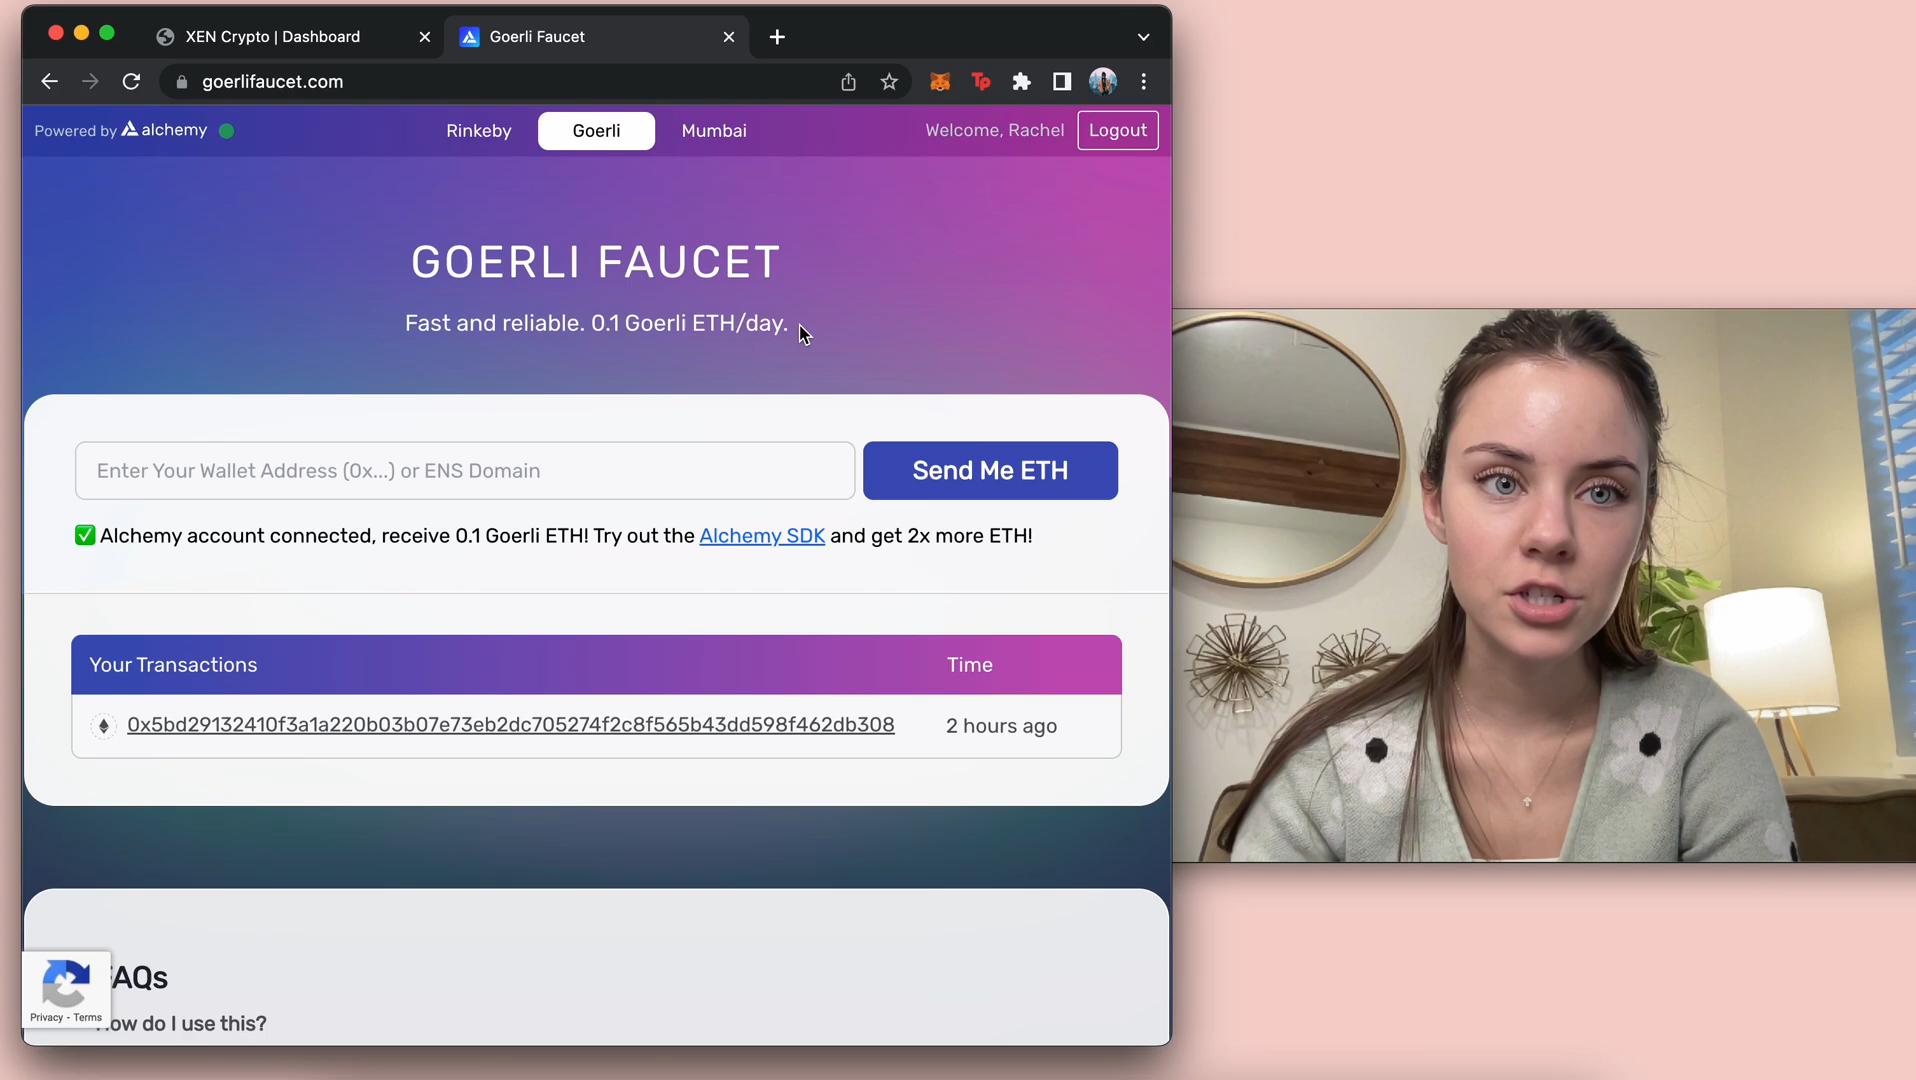 XEN Crypto | Dashboard
Goerli Faucet
goerlifaucet.com
Tp
Powered by alchemy
Rinkeby
Goerli
Mumbai
Welcome, Rachel
Logout
GOERLI FAUCET
Fast and reliable. 0.1 Goerli ETH/day.
Enter Your Wallet Address (0x...) or ENS Domain
Send Me ETH
Alchemy account connected, receive 0.1 Goerli ETH! Try out the Alchemy SDK and get 2x more ETH!
Your Transactions
Time
0x5bd29132410f3a1a220b03b07e73eb2dc705274f2c8f565b43dd598f462db308
2 hours ago
FAQs
Privacy - Terms
How do I use this?